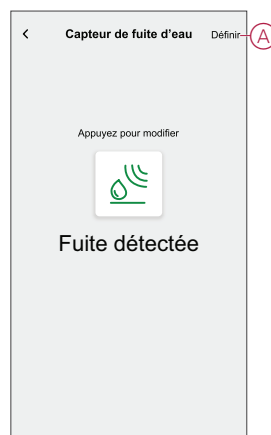 Capteur de fuite d’eau Définir A
Appuyez pour modifier
Fuite détectée